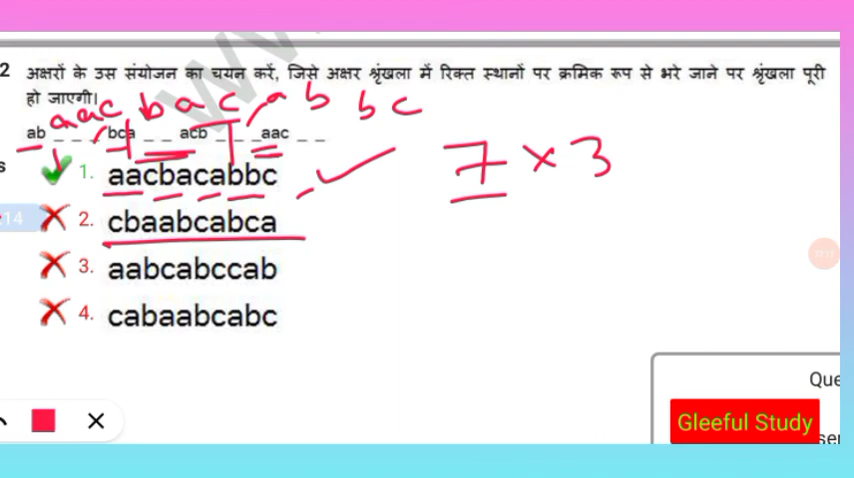 2 अक्षरों के उस संयोजन का चयन करें, जिसे अक्षर श्रृंखला में रिक्त स्थानों पर क्रमिक रूप से भरे जाने पर श्रृंखला पूरी
हो जाएगी।
a a c b a c a b b c
ab _ _ _ bca _ _ acb _ _ _ aac _ _
1. aacbacabbc
7 × 3
2. cbaabcabca
3. aabcabccab
4. cabaabcabc
Que
Gleeful Study